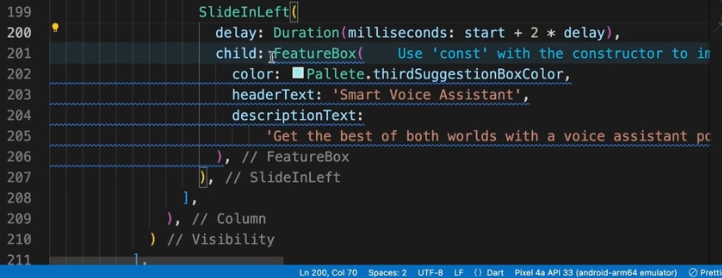 199 SlideInLeft(
200 delay: Duration(milliseconds: start + 2 * delay),
201 child: FeatureBox( Use 'const' with the constructor to
202 color: Pallete.thirdSuggestionBoxColor,
203 headerText: 'Smart Voice Assistant',
204 descriptionText:
205 'Get the best of both worlds with a voice assistant
206 ), // FeatureBox
207 ), // SlideInLeft
208 ],
209 ), // Column
210 ) // Visibility
211 ],
Ln 200, Col 70 Spaces: 2 UTF-8 LF {} Dart Pixel 4a API 33 (android-arm64 emulator)